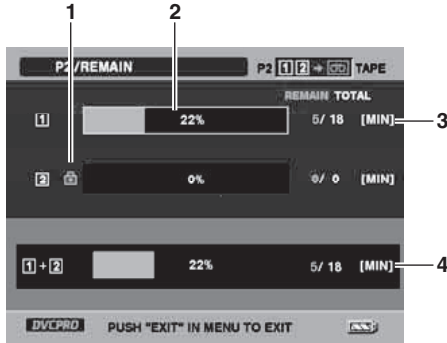 1 2
P2/REMAIN P2 1 2 TAPE
REMAIN TOTAL
1 22% 5/ 18 [MIN] 3
2 0% 0/ 0 [MIN]
1+2 22% 5/ 18 [MIN] 4
DVCPRO PUSH "EXIT" IN MENU TO EXIT